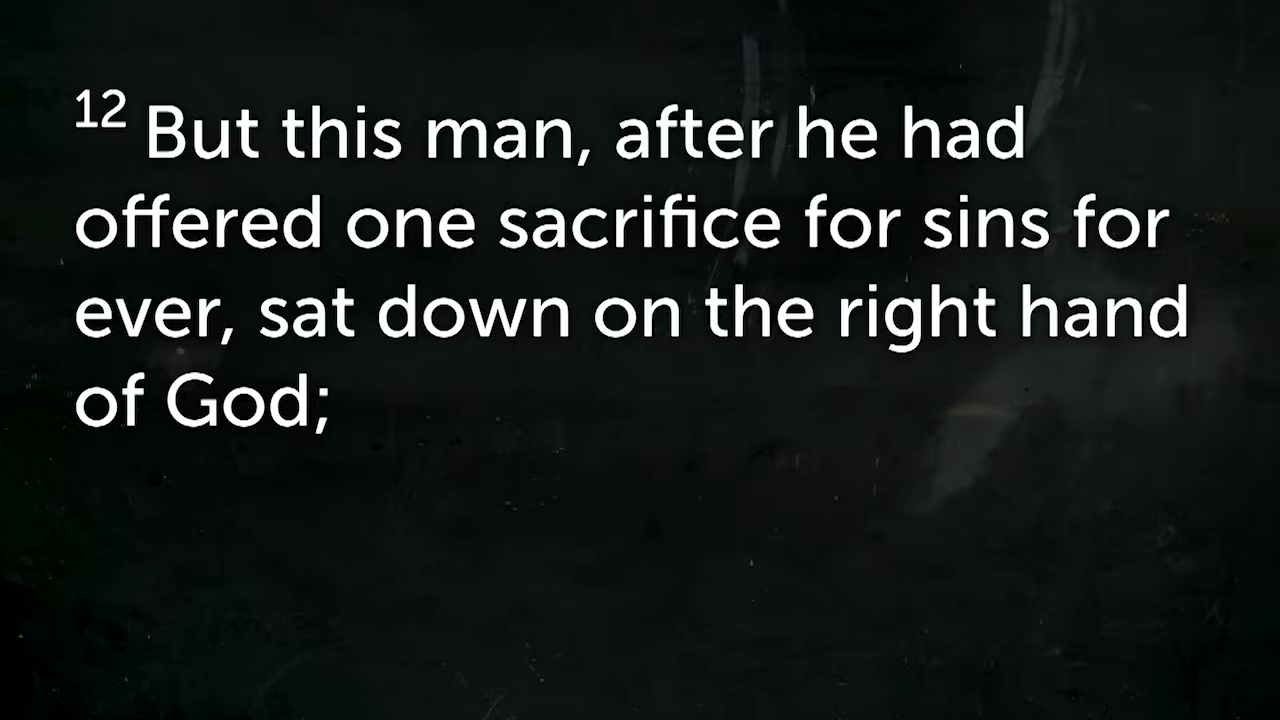 12 But this man, after he had
offered one sacrifice for sins for
ever, sat down on the right hand
of God;